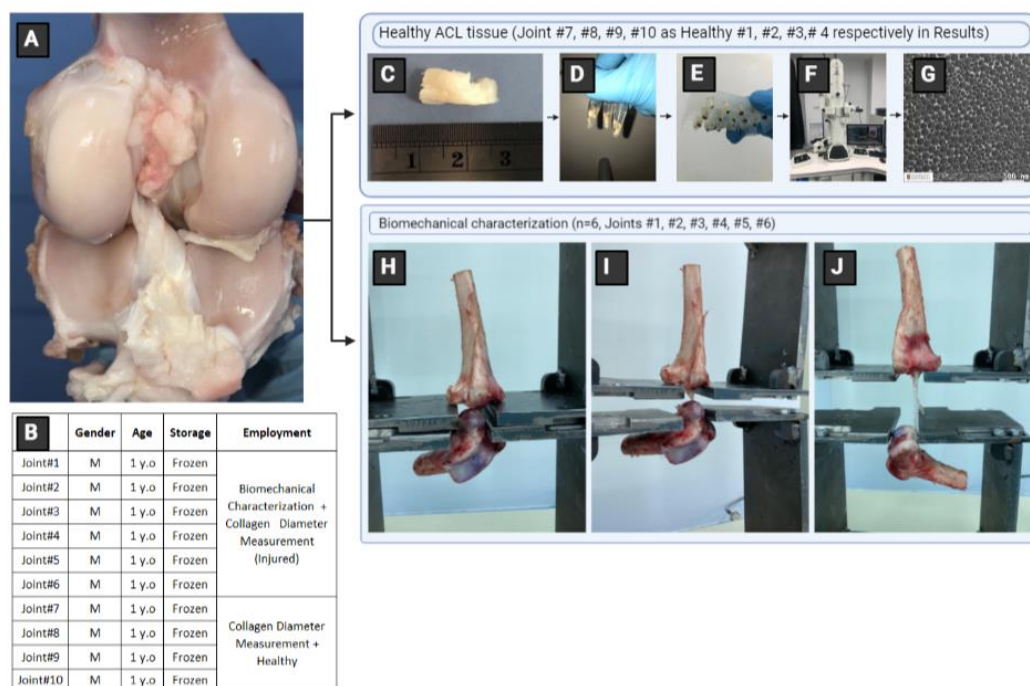 A
Healthy ACL tissue (Joint #7, #8, #9, #10 as Healthy #1, #2, #3,# 4 respectively in Results)
C
D
E
F
G
1 2 3
100 nm
Biomechanical characterization (n=6, Joints #1, #2, #3, #4, #5, #6)
H
I
J
B Gender Age Storage Employment
Joint#1 M 1 y.o Frozen
Joint#2 M 1 y.o Frozen
Joint#3 M 1 y.o Frozen
Joint#4 M 1 y.o Frozen
Joint#5 M 1 y.o Frozen
Joint#6 M 1 y.o Frozen
Biomechanical
Characterization +
Collagen Diameter
Measurement
(Injured)
Joint#7 M 1 y.o Frozen
Joint#8 M 1 y.o Frozen
Joint#9 M 1 y.o Frozen
Joint#10 M 1 y.o Frozen
Collagen Diameter
Measurement +
Healthy